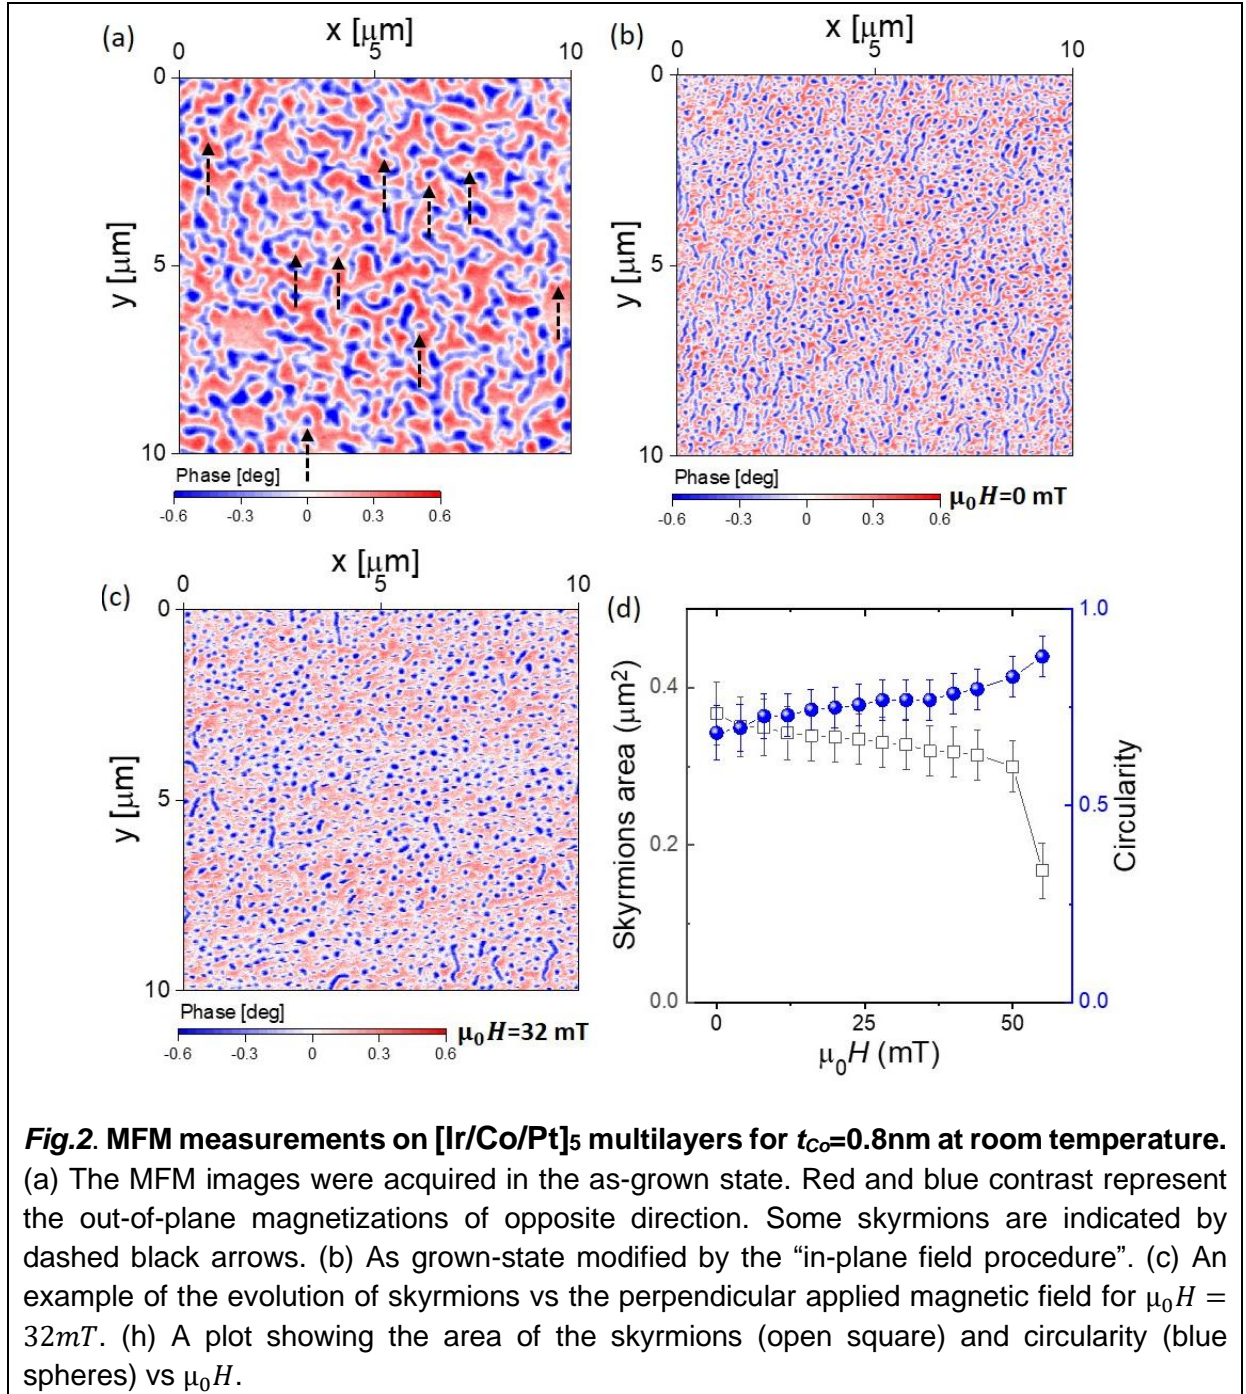 (a)
x [μm]
0 5 10
0
y [μm]
5
10
Phase [deg]
-0.6 -0.3 0 0.3 0.6
(b)
x [μm]
0 5 10
0
y [μm]
5
10
Phase [deg]
μ₀H=0 mT
-0.6 -0.3 0 0.3 0.6
(c)
x [μm]
0 5 10
0
y [μm]
5
10
Phase [deg]
μ₀H=32 mT
-0.6 -0.3 0 0.3 0.6
(d)
Skyrmions area (μm²)
0.4
0.2
0.0
1.0
0.5
0.0
Circularity
0 25 50
μ₀H (mT)
Fig.2. MFM measurements on [Ir/Co/Pt]₅ multilayers for tCo=0.8nm at room temperature.
(a) The MFM images were acquired in the as-grown state. Red and blue contrast represent
the out-of-plane magnetizations of opposite direction. Some skyrmions are indicated by
dashed black arrows. (b) As grown-state modified by the “in-plane field procedure”. (c) An
example of the evolution of skyrmions vs the perpendicular applied magnetic field for μ₀H =
32mT. (h) A plot showing the area of the skyrmions (open square) and circularity (blue
spheres) vs μ₀H.